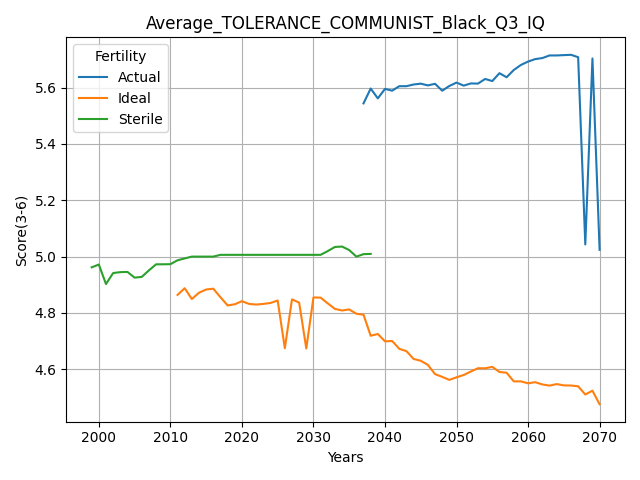 Average_TOLERANCE_COMMUNIST_Black_Q3_IQ
Fertility
Actual
Ideal
Sterile
Score(3-6)
5.6
5.4
5.2
5.0
4.8
4.6
2000 2010 2020 2030 2040 2050 2060 2070
Years